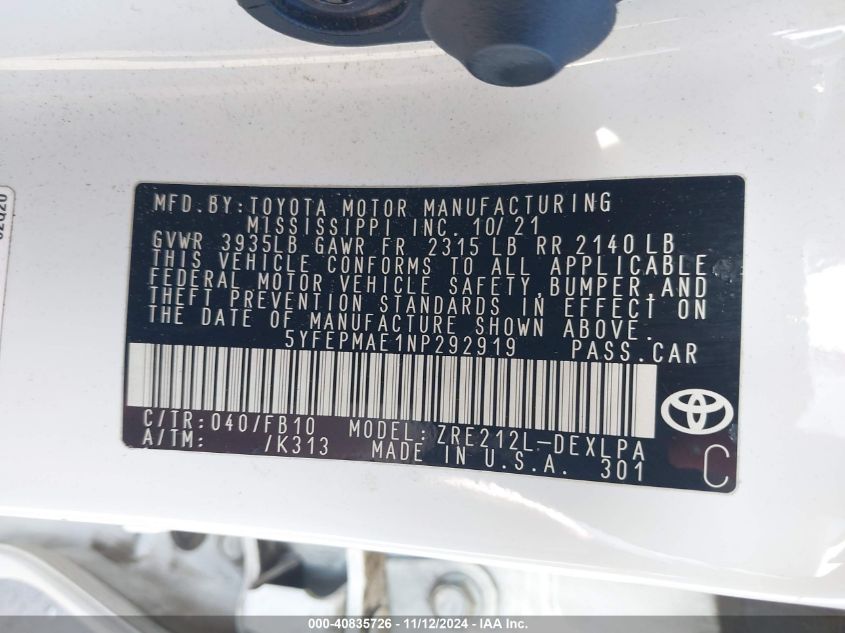 MFD. BY: TOYOTA MOTOR MANUFACTURING
MISSISSIPPI INC. 10/21
GVWR 3935LB GAWR FR 2315 LB RR 2140 LB
THIS VEHICLE CONFORMS TO ALL APPLICABLE
FEDERAL MOTOR VEHICLE SAFETY, BUMPER, AND
THEFT PREVENTION STANDARDS IN EFFECT ON
THE DATE OF MANUFACTURE SHOWN ABOVE.
5YFEPMAE1NP292919 PASS.CAR
C/TR: 040/FB10 MODEL: ZRE212L-DEXLPA
A/TM: /K313 MADE IN U.S.A. 301
C
000-40835726 - 11/12/2024 - IAA Inc.